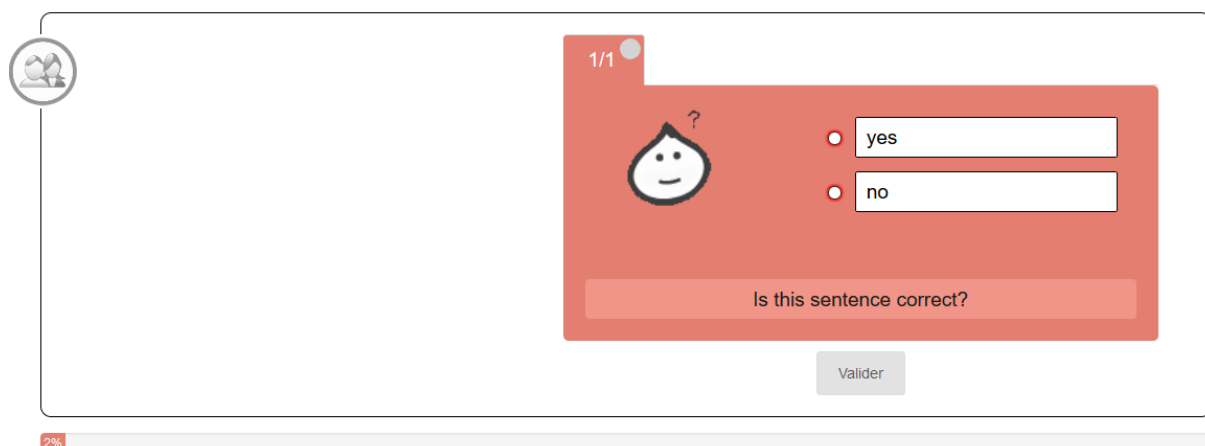 1/1
?
yes
no
Is this sentence correct?
Valider
2%